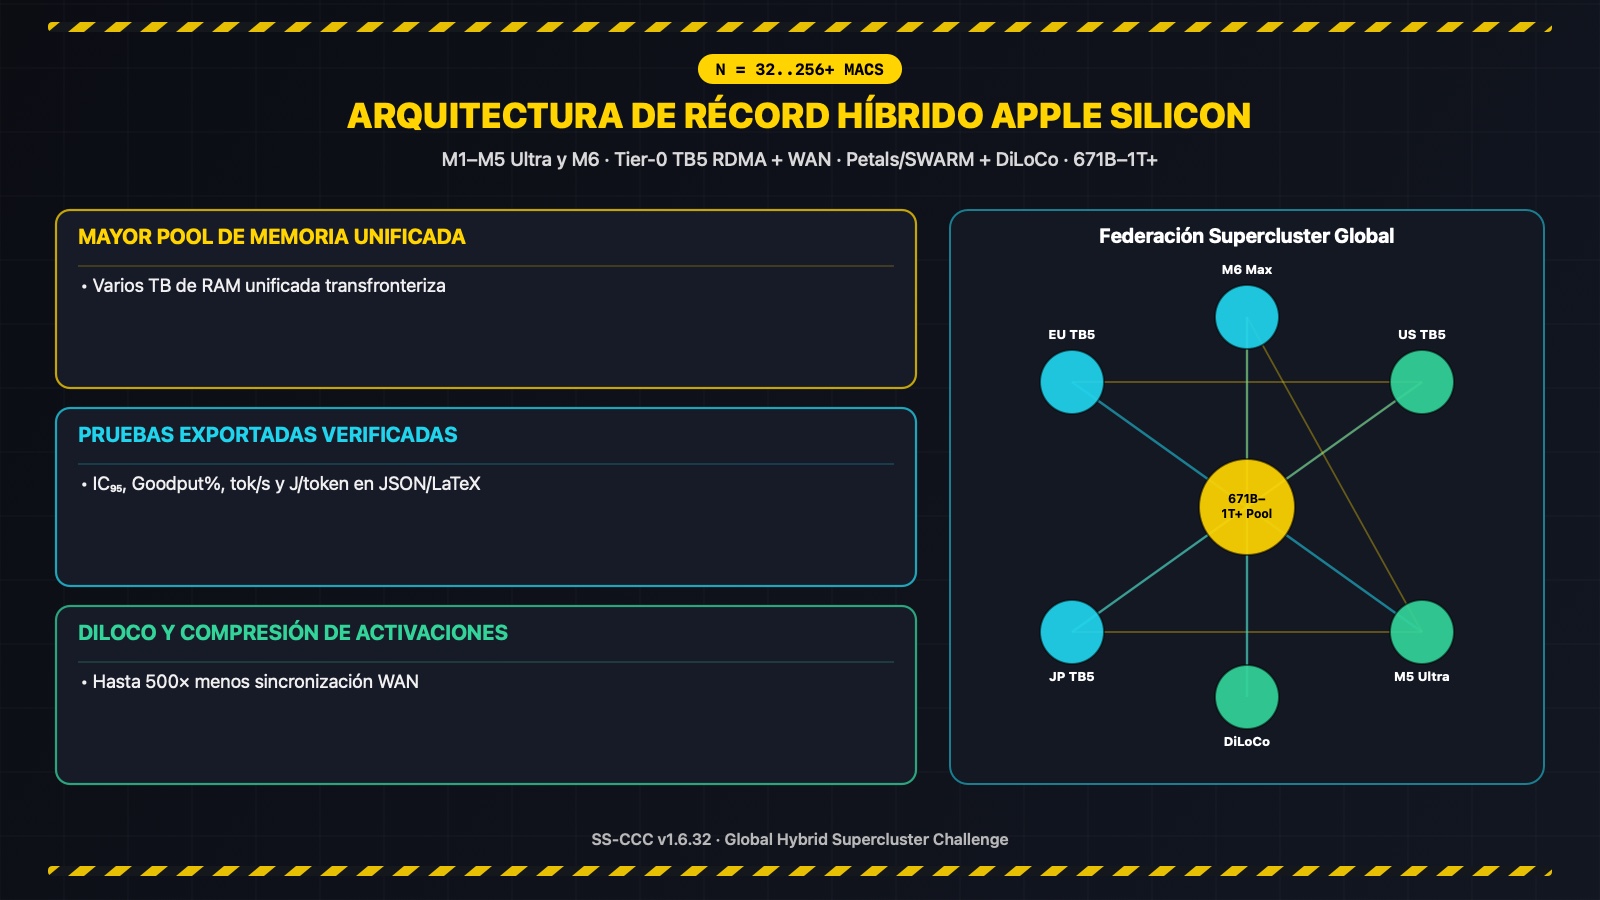 N = 32..256+ MACS
ARQUITECTURA DE RÉCORD HÍBRIDO APPLE SILICON
M1–M5 Ultra y M6 · Tier-0 TB5 RDMA + WAN · Petals/SWARM + DiLoCo · 671B–1T+
MAYOR POOL DE MEMORIA UNIFICADA
• Varios TB de RAM unificada transfronteriza
PRUEBAS EXPORTADAS VERIFICADAS
• IC₉₅, Goodput%, tok/s y J/token en JSON/LaTeX
DILOCO Y COMPRESIÓN DE ACTIVACIONES
• Hasta 500× menos sincronización WAN
Federación Supercluster Global
M6 Max
EU TB5
US TB5
671B–
1T+ Pool
JP TB5
M5 Ultra
DiLoCo
SS-CCC v1.6.32 · Global Hybrid Supercluster Challenge